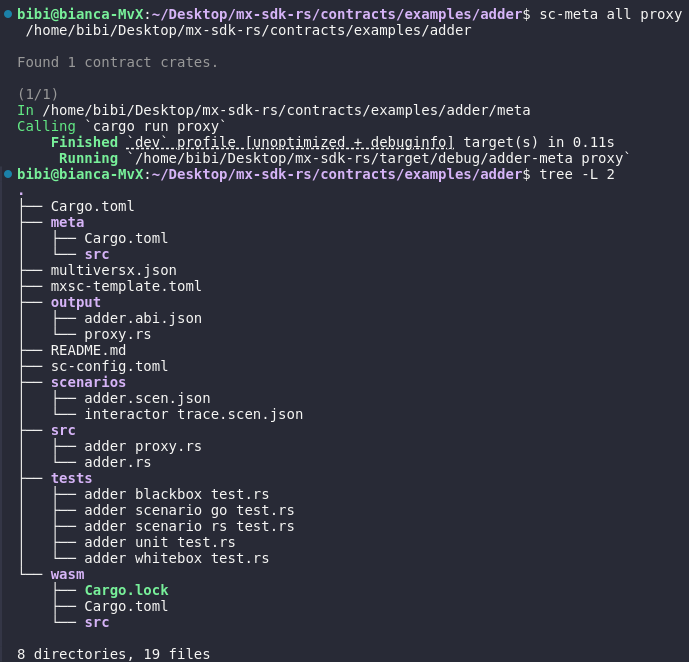 bibi@bianca-MvX:~/Desktop/mx-sdk-rs/contracts/examples/adder$ sc-meta all proxy
/home/bibi/Desktop/mx-sdk-rs/contracts/examples/adder
Found 1 contract crates.
(1/1)
In /home/bibi/Desktop/mx-sdk-rs/contracts/examples/adder/meta
Calling `cargo run proxy`
    Finished `dev` profile [unoptimized + debuginfo] target(s) in 0.11s
     Running `/home/bibi/Desktop/mx-sdk-rs/target/debug/adder-meta proxy`
bibi@bianca-MvX:~/Desktop/mx-sdk-rs/contracts/examples/adder$ tree -L 2
.
├── Cargo.toml
├── meta
│   ├── Cargo.toml
│   └── src
├── multiversx.json
├── mxsc-template.toml
├── output
│   ├── adder.abi.json
│   └── proxy.rs
├── README.md
├── sc-config.toml
├── scenarios
│   ├── adder.scen.json
│   └── interactor trace.scen.json
├── src
│   ├── adder proxy.rs
│   └── adder.rs
├── tests
│   ├── adder blackbox test.rs
│   ├── adder scenario go test.rs
│   ├── adder scenario rs test.rs
│   ├── adder unit test.rs
│   └── adder whitebox test.rs
└── wasm
    ├── Cargo.lock
    ├── Cargo.toml
    └── src
8 directories, 19 files